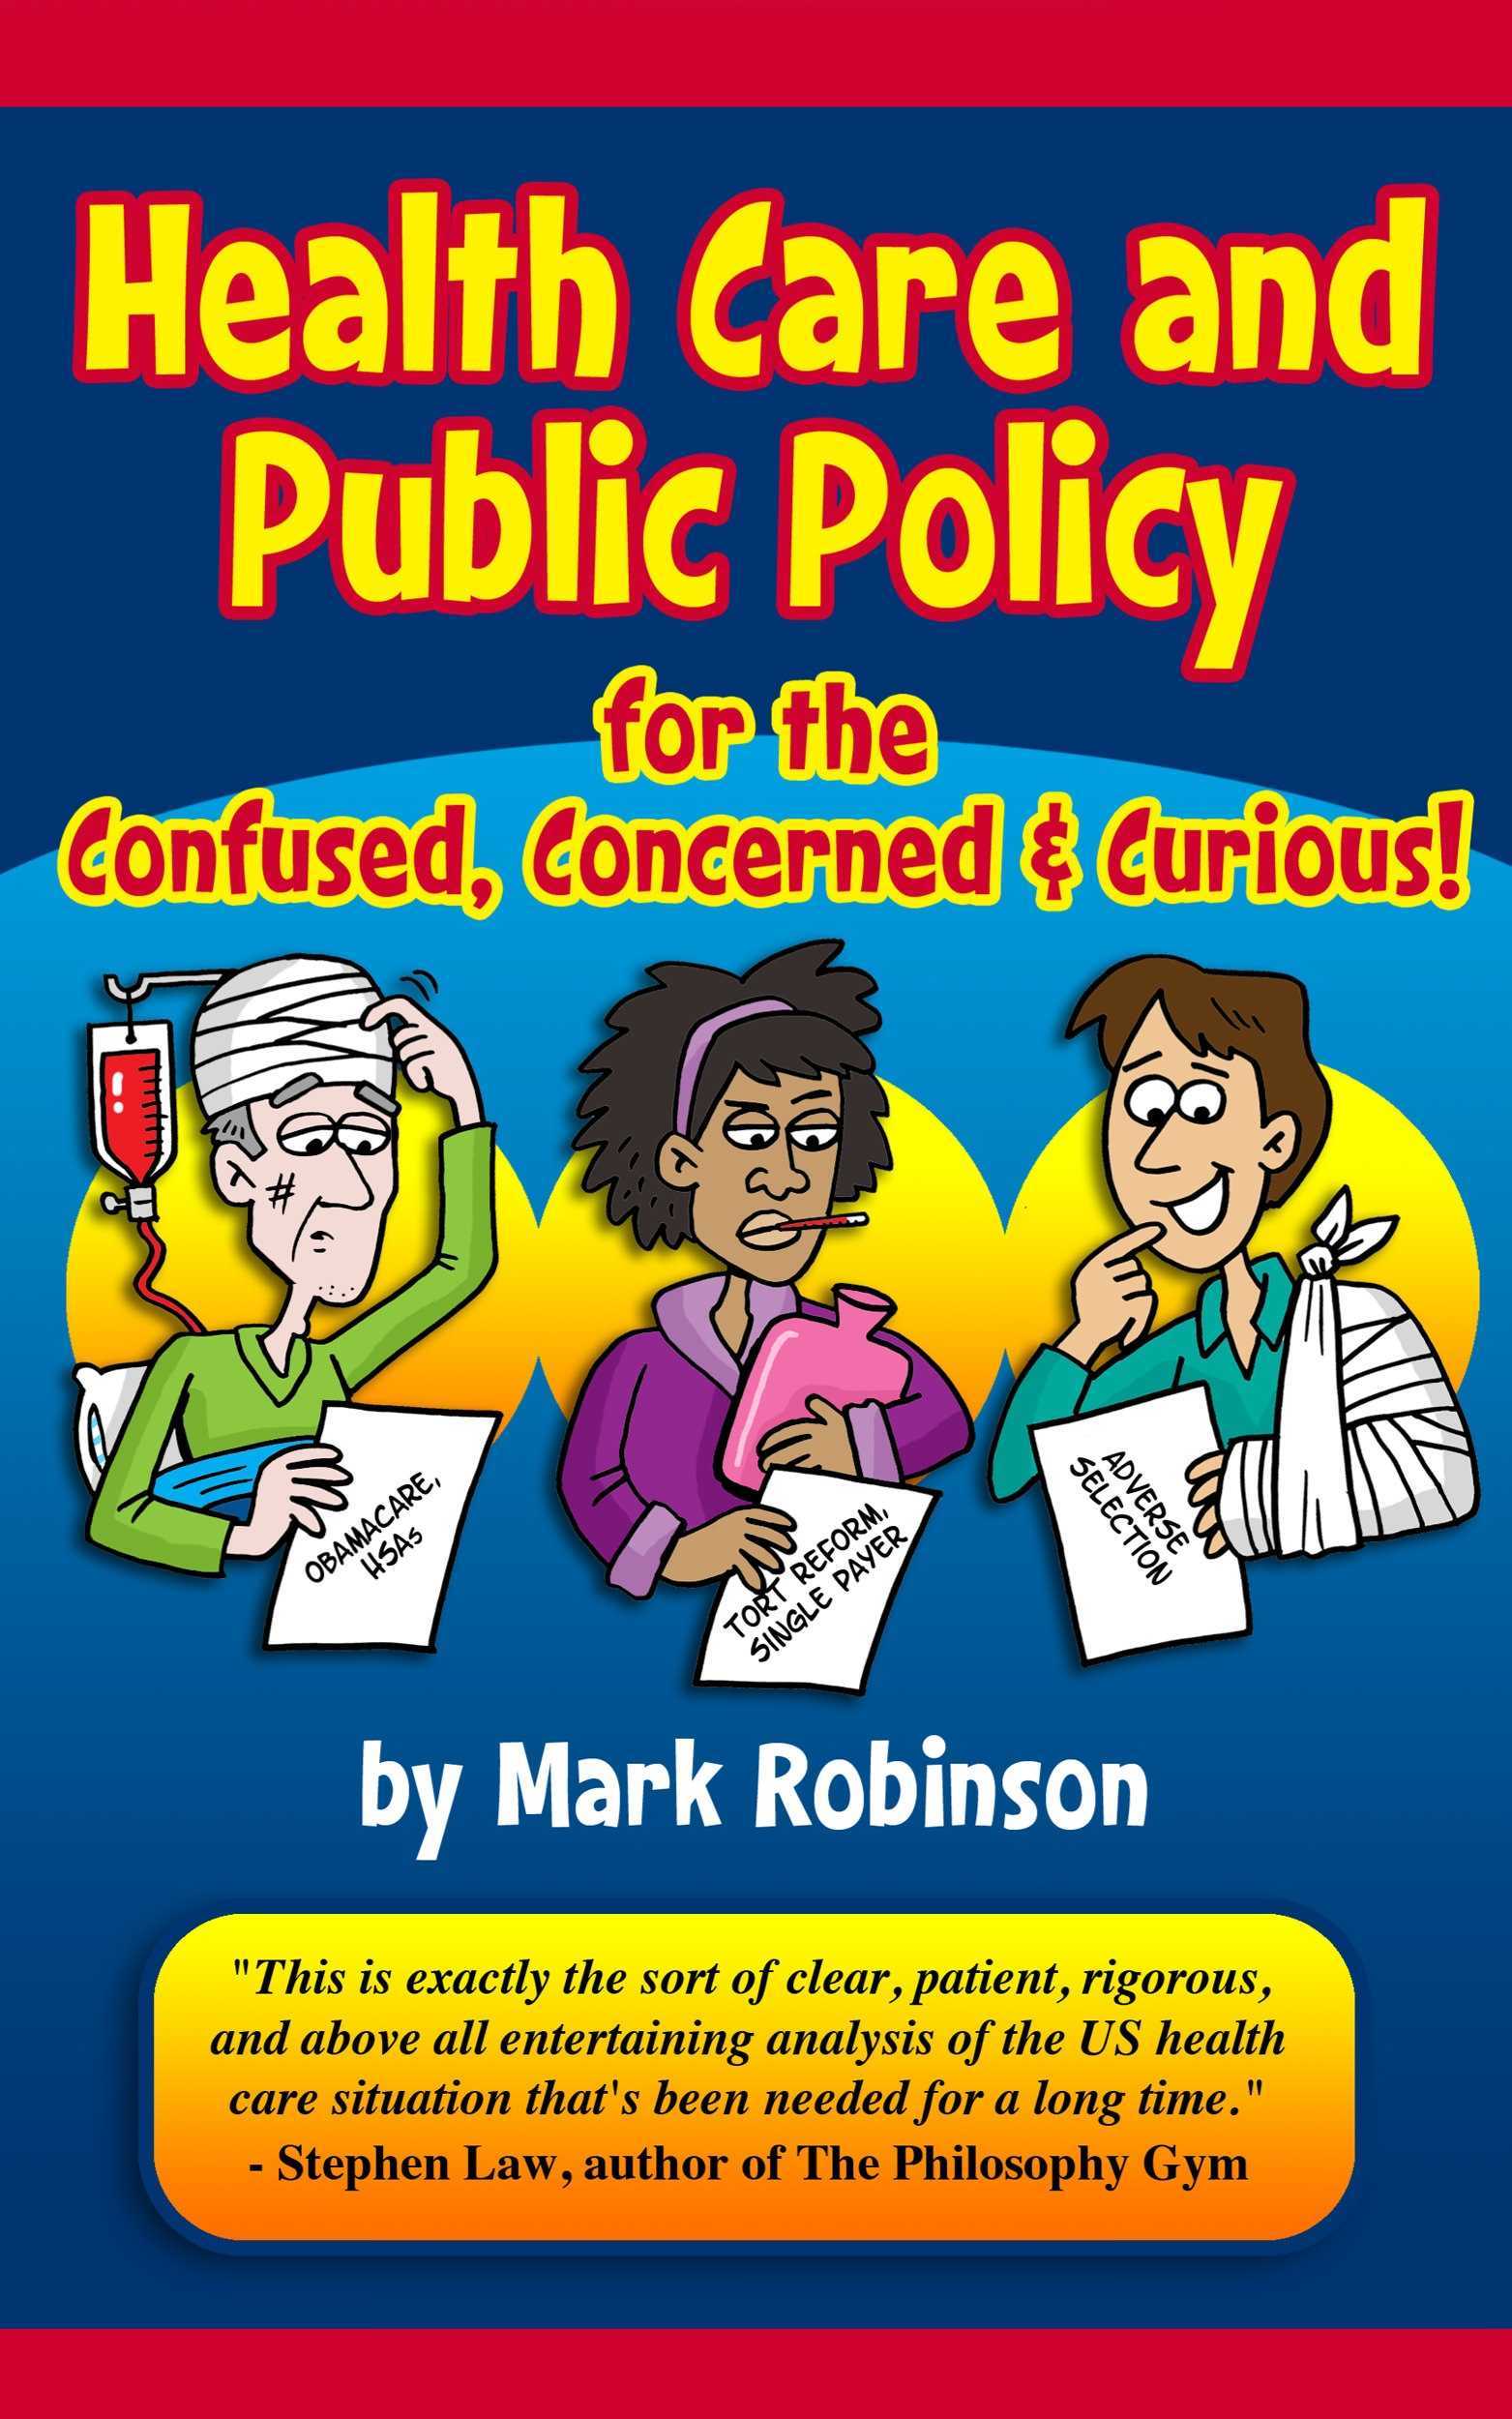 Health Care and
Public Policy
for the
Confused, Concerned & Curious!
OBAMACARE,
HSAs
TORT REFORM,
SINGLE PAYER
ADVERSE
SELECTION
by Mark Robinson
"This is exactly the sort of clear, patient, rigorous,
and above all entertaining analysis of the US health
care situation that's been needed for a long time."
- Stephen Law, author of The Philosophy Gym